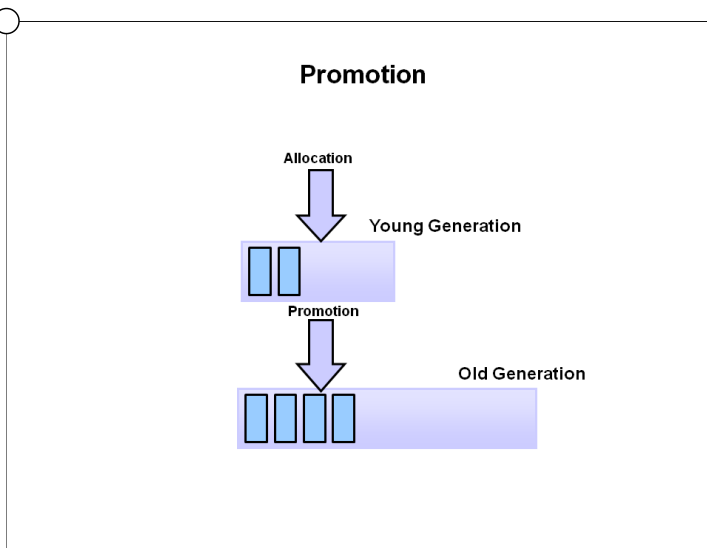 Promotion
Allocation
Young Generation
Promotion
Old Generation